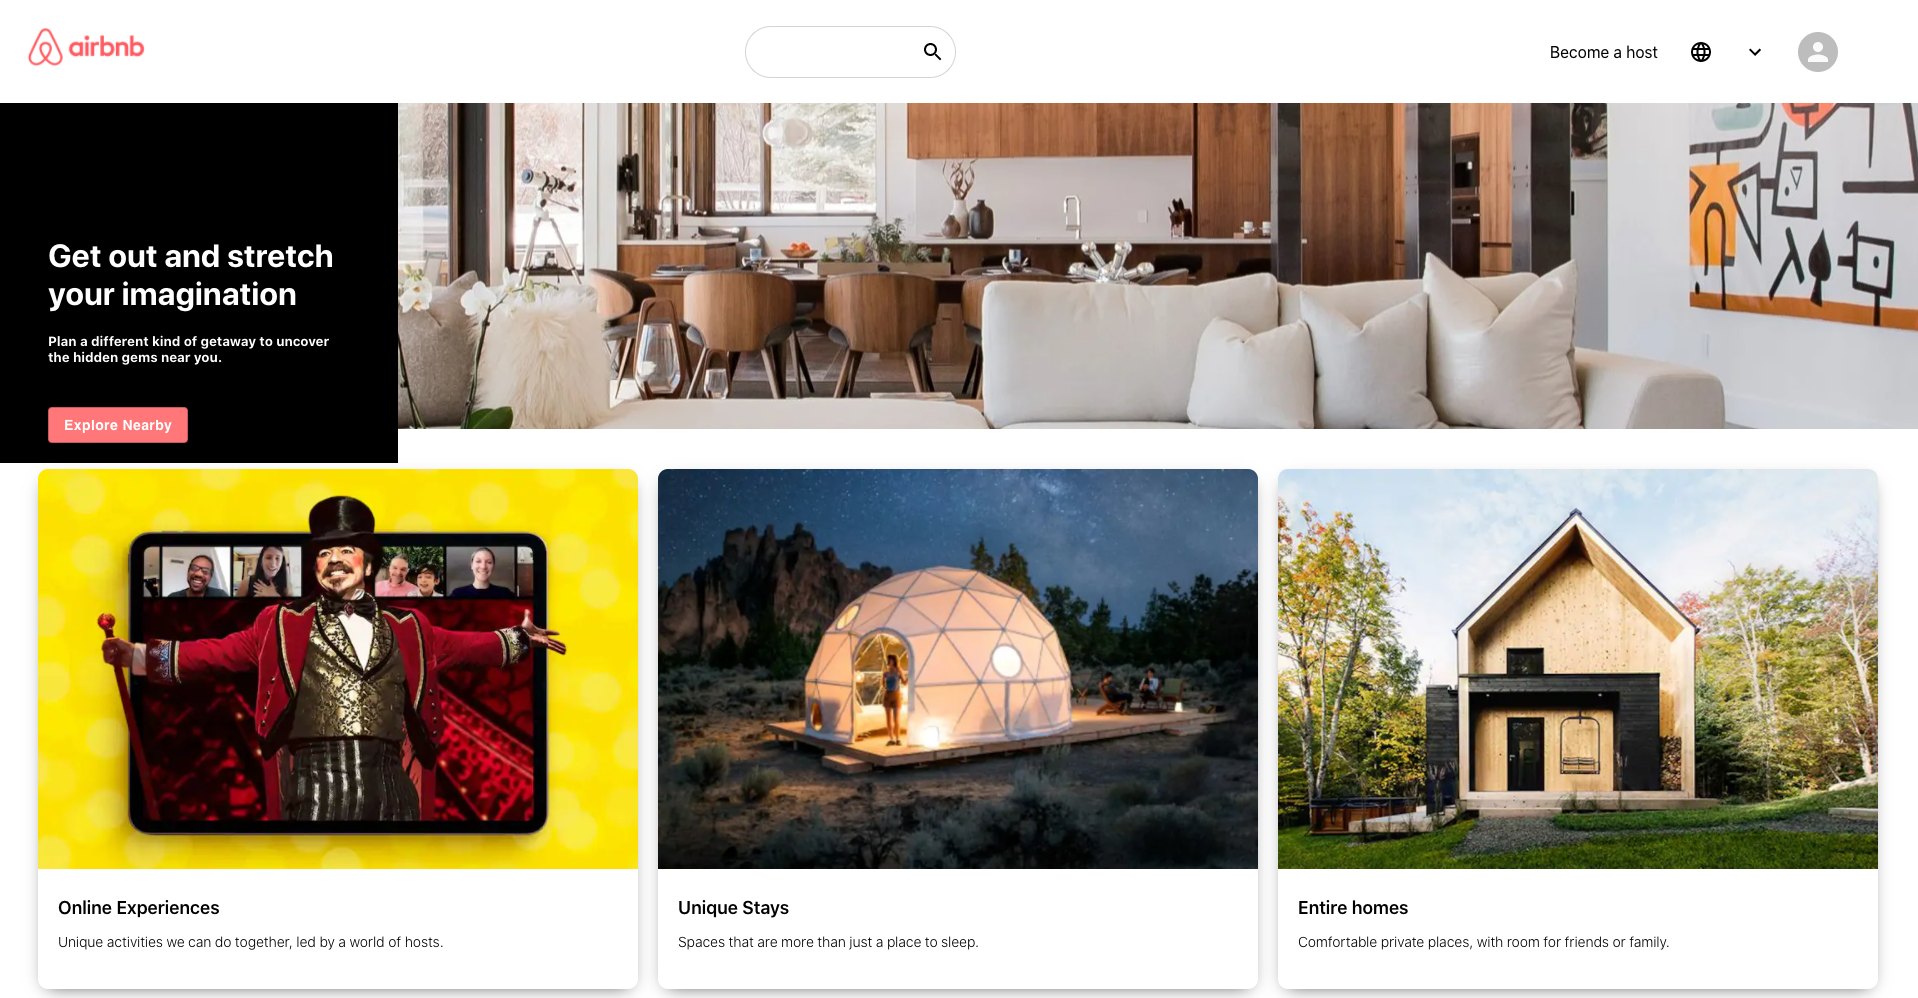 airbnb
Become a host
Get out and stretch
your imagination
Plan a different kind of getaway to uncover
the hidden gems near you.
Explore Nearby
Online Experiences
Unique activities we can do together, led by a world of hosts.
Unique Stays
Spaces that are more than just a place to sleep.
Entire homes
Comfortable private places, with room for friends or family.